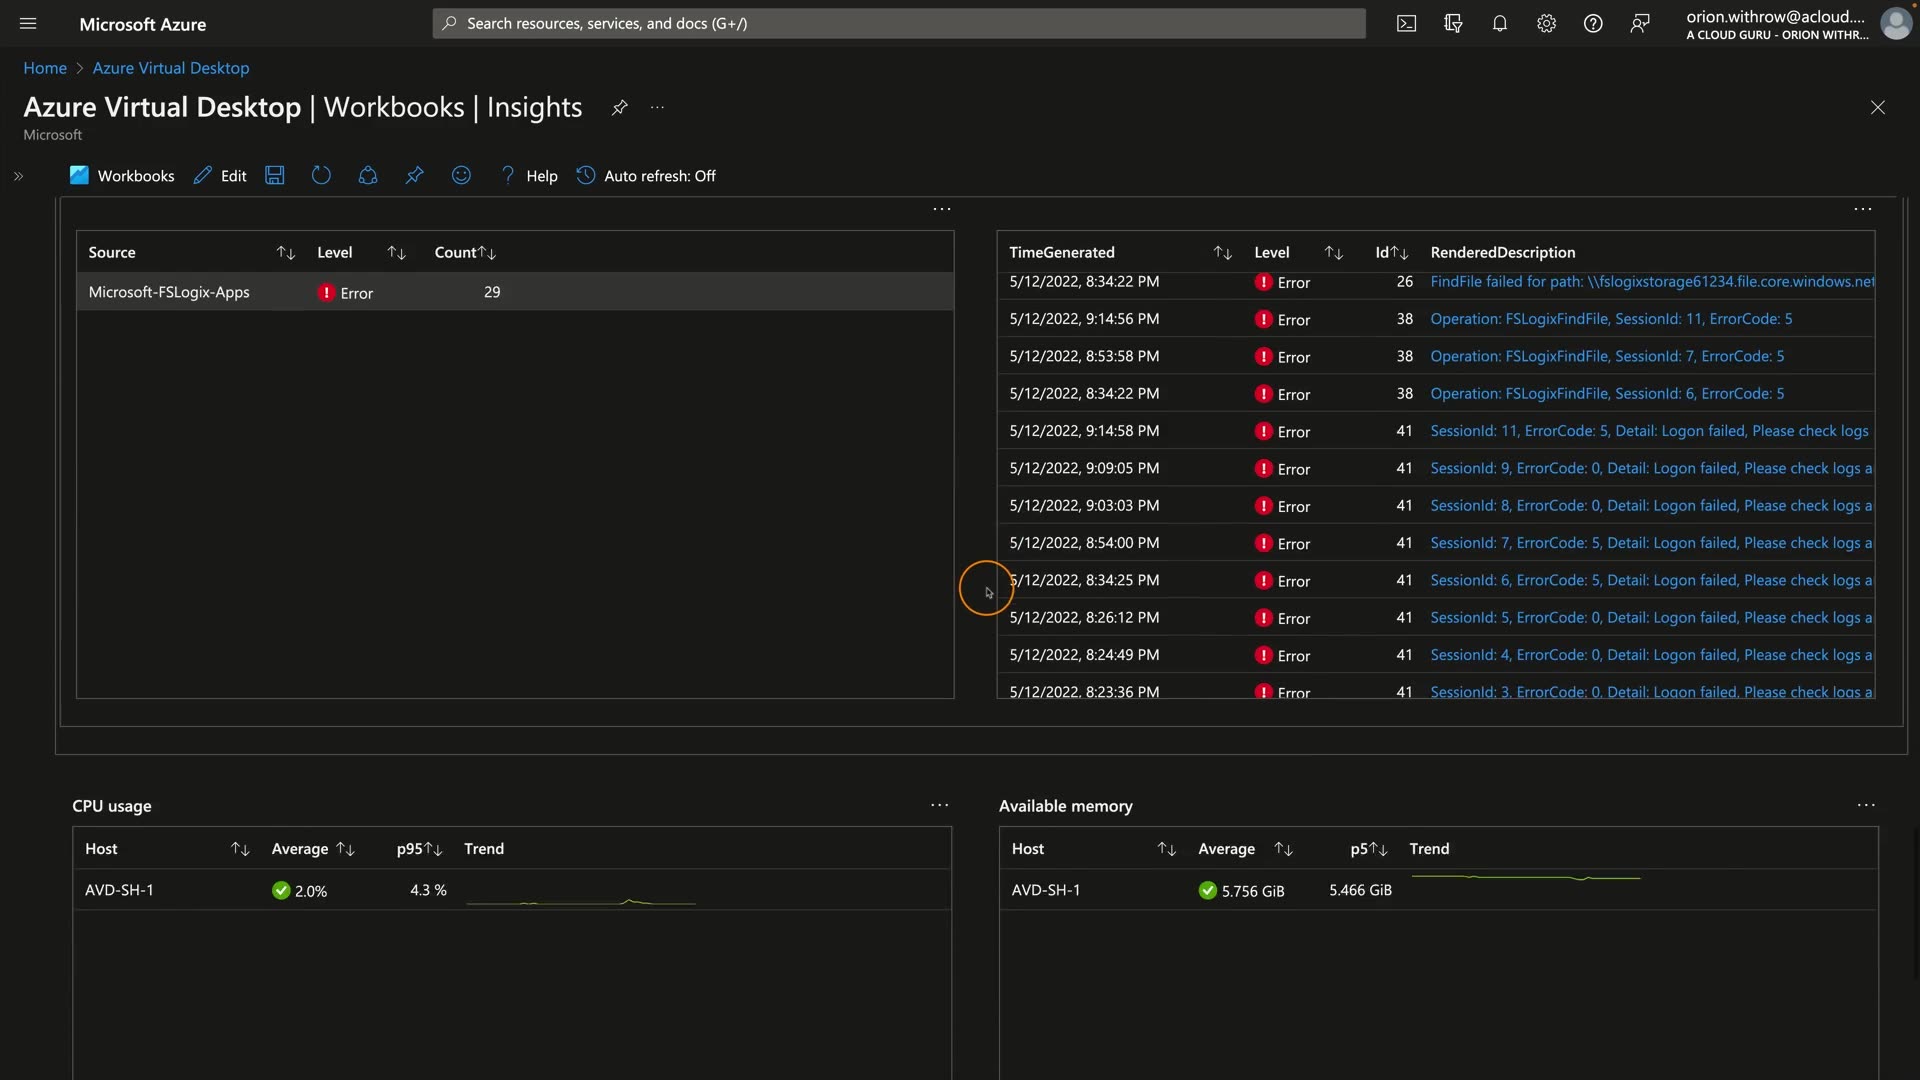 Microsoft Azure
Search resources, services, and docs (G+/)
orion.withrow@acloud....
A CLOUD GURU - ORION WITHR...
Home > Azure Virtual Desktop
Azure Virtual Desktop | Workbooks | Insights
Microsoft
Workbooks Edit Help Auto refresh: Off
Source Level Count
Microsoft-FSLogix-Apps Error 29
TimeGenerated Level Id RenderedDescription
5/12/2022, 8:34:22 PM Error 26 FindFile failed for path: \\fslogixstorage61234.file.core.windows.net
5/12/2022, 9:14:56 PM Error 38 Operation: FSLogixFindFile, SessionId: 11, ErrorCode: 5
5/12/2022, 8:53:58 PM Error 38 Operation: FSLogixFindFile, SessionId: 7, ErrorCode: 5
5/12/2022, 8:34:22 PM Error 38 Operation: FSLogixFindFile, SessionId: 6, ErrorCode: 5
5/12/2022, 9:14:58 PM Error 41 SessionId: 11, ErrorCode: 5, Detail: Logon failed, Please check logs
5/12/2022, 9:09:05 PM Error 41 SessionId: 9, ErrorCode: 0, Detail: Logon failed, Please check logs a
5/12/2022, 9:03:03 PM Error 41 SessionId: 8, ErrorCode: 0, Detail: Logon failed, Please check logs a
5/12/2022, 8:54:00 PM Error 41 SessionId: 7, ErrorCode: 5, Detail: Logon failed, Please check logs a
5/12/2022, 8:34:25 PM Error 41 SessionId: 6, ErrorCode: 5, Detail: Logon failed, Please check logs a
5/12/2022, 8:26:12 PM Error 41 SessionId: 5, ErrorCode: 0, Detail: Logon failed, Please check logs a
5/12/2022, 8:24:49 PM Error 41 SessionId: 4, ErrorCode: 0, Detail: Logon failed, Please check logs a
5/12/2022, 8:23:36 PM Error 41 SessionId: 3, ErrorCode: 0, Detail: Logon failed, Please check logs a
CPU usage
Host Average p95 Trend
AVD-SH-1 2.0% 4.3 %
Available memory
Host Average p5 Trend
AVD-SH-1 5.756 GiB 5.466 GiB